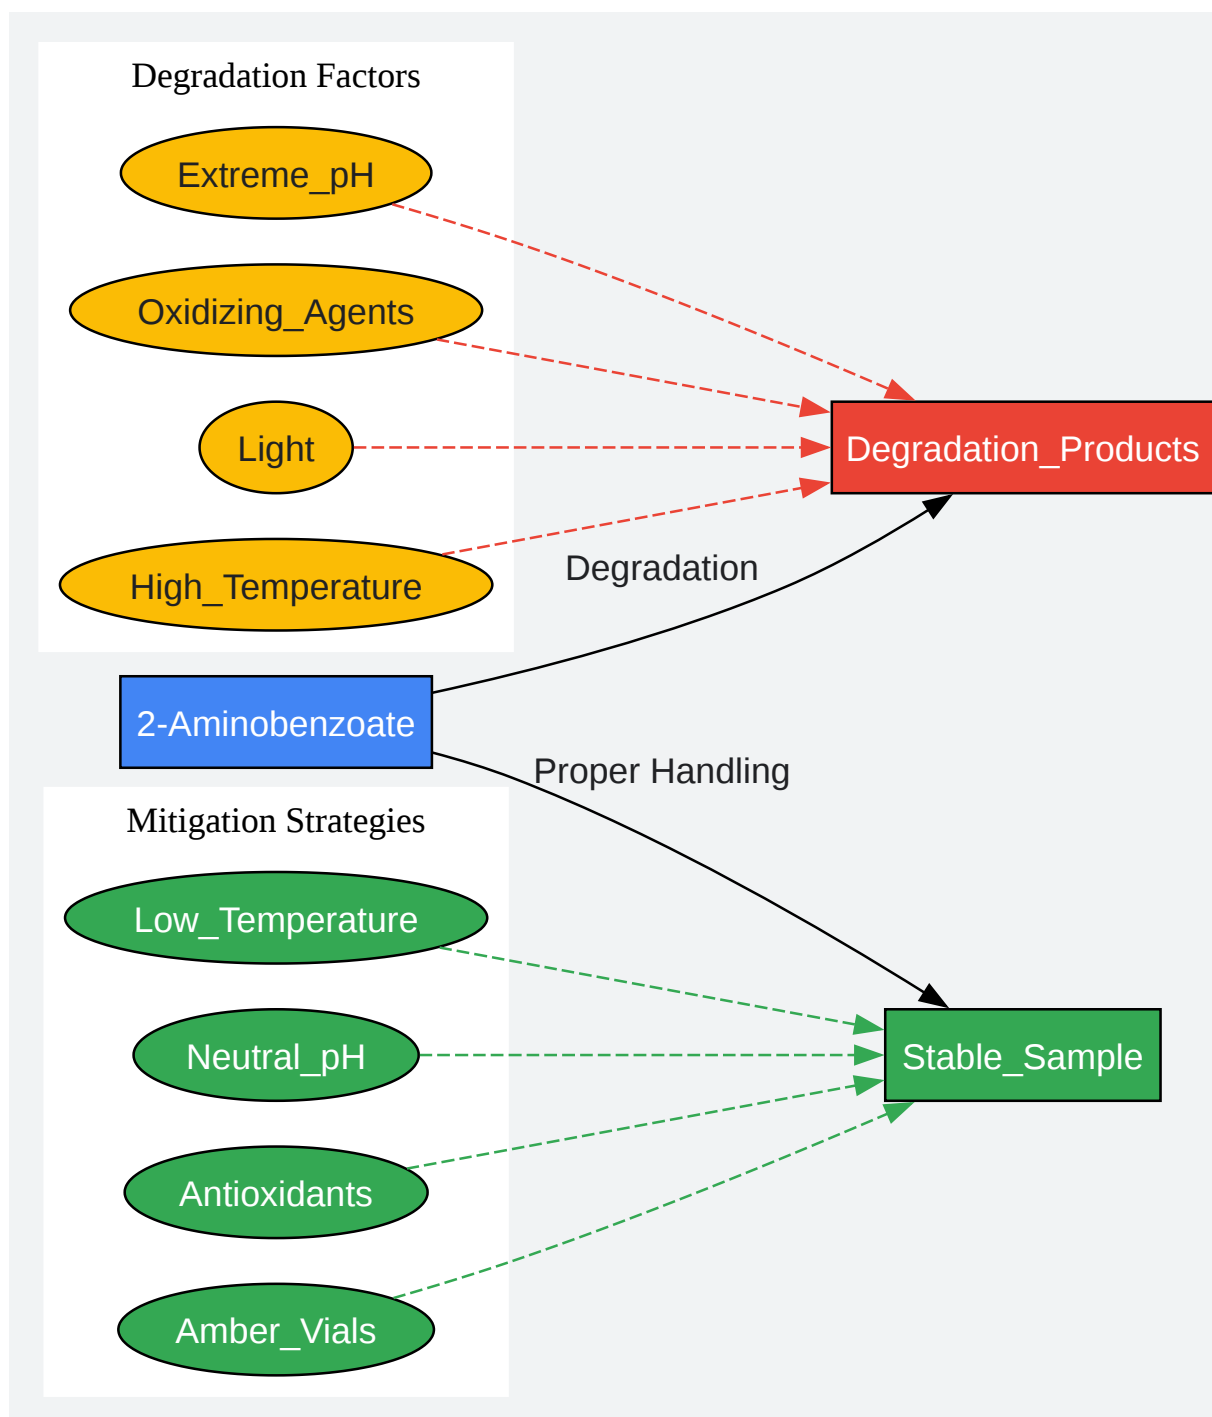 Degradation Factors
Extreme_pH
Oxidizing_Agents
Light
High_Temperature
Degradation_Products
Degradation
2-Aminobenzoate
Proper Handling
Mitigation Strategies
Low_Temperature
Neutral_pH
Antioxidants
Amber_Vials
Stable_Sample